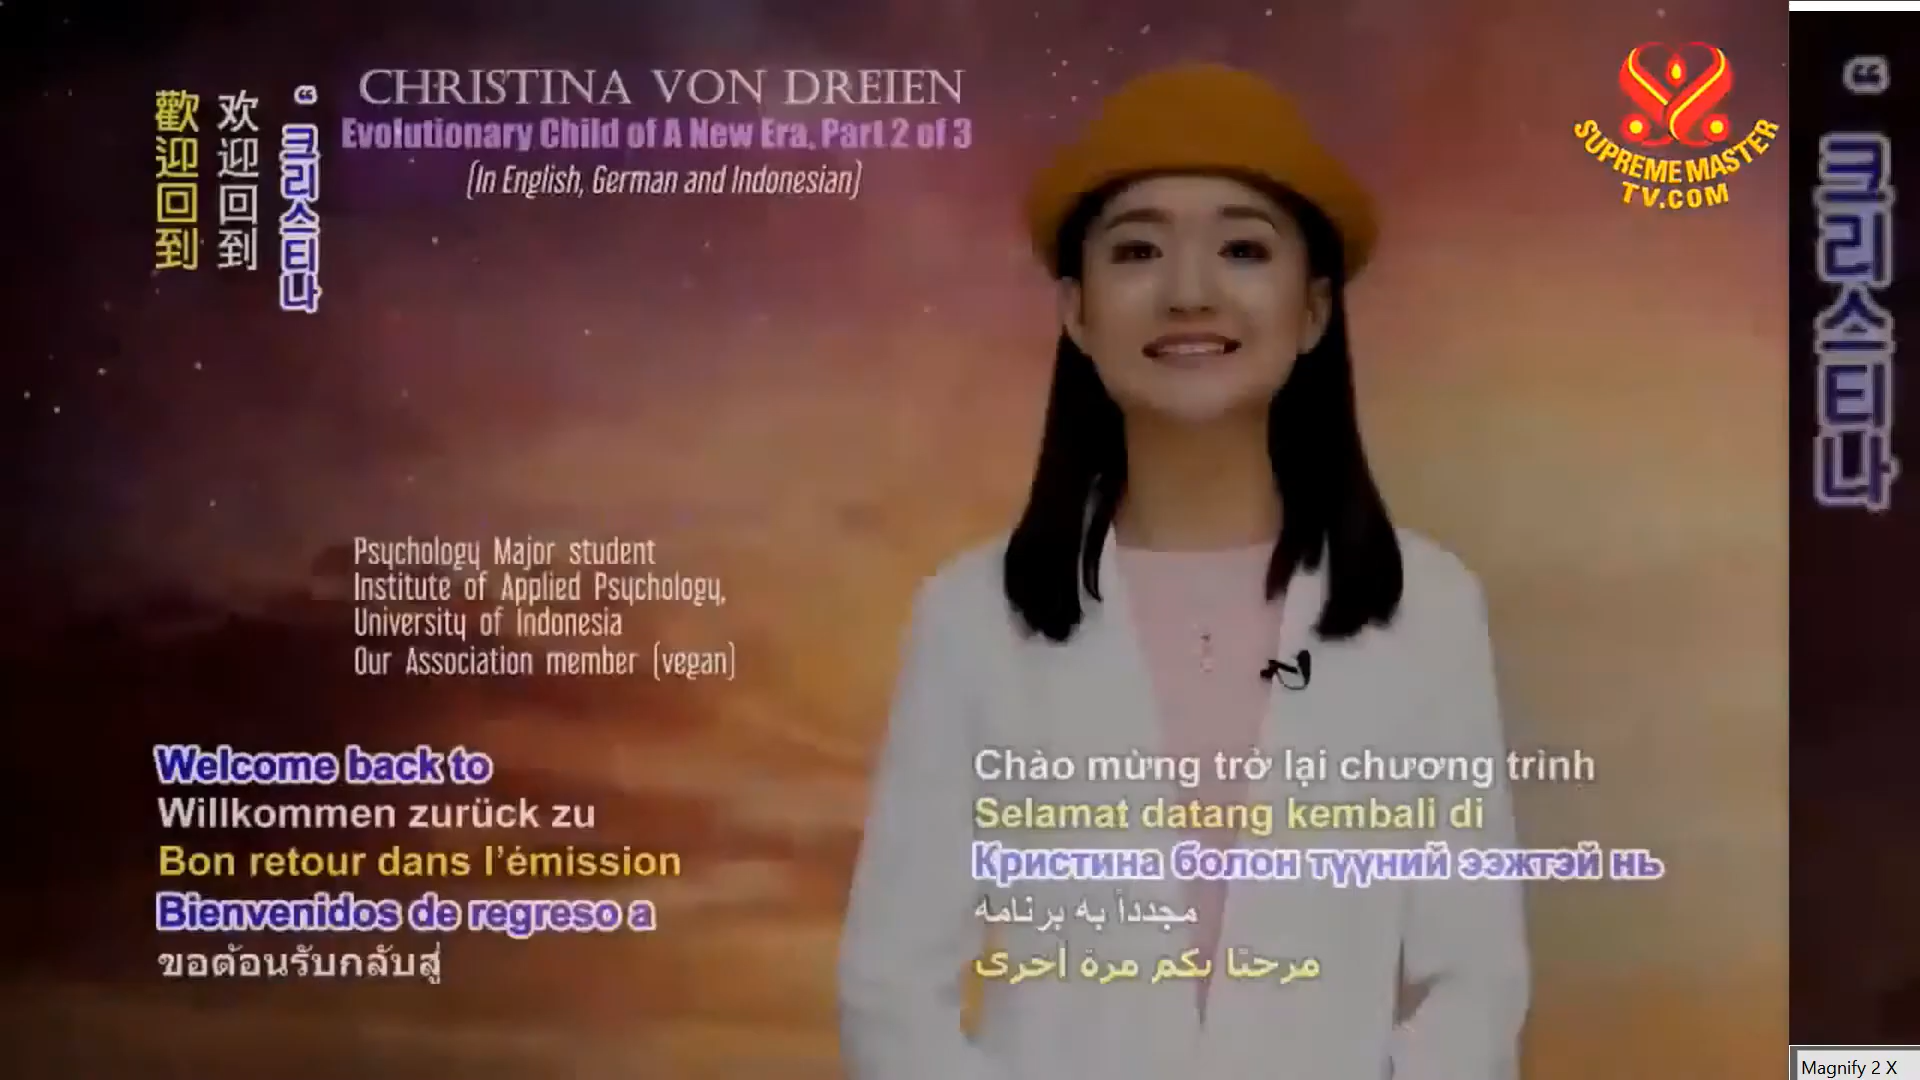 歡迎回到
欢迎回到
“크리스티나
CHRISTINA VON DREIEN
Evolutionary Child of A New Era, Part 2 of 3
(In English, German and Indonesian)
SUPREME MASTER
TV.COM
“크리스티나
Psychology Major student
Institute of Applied Psychology,
University of Indonesia
Our Association member (vegan)
Welcome back to
Willkommen zurück zu
Bon retour dans l’émission
Bienvenidos de regreso a
ขอต้อนรับกลับสู่
Chào mừng trở lại chương trình
Selamat datang kembali di
Кристина болон түүний ээжтэй нь
مجدداً به برنامه
مرحبًا بكم مرة أخرى
Magnify 2 X